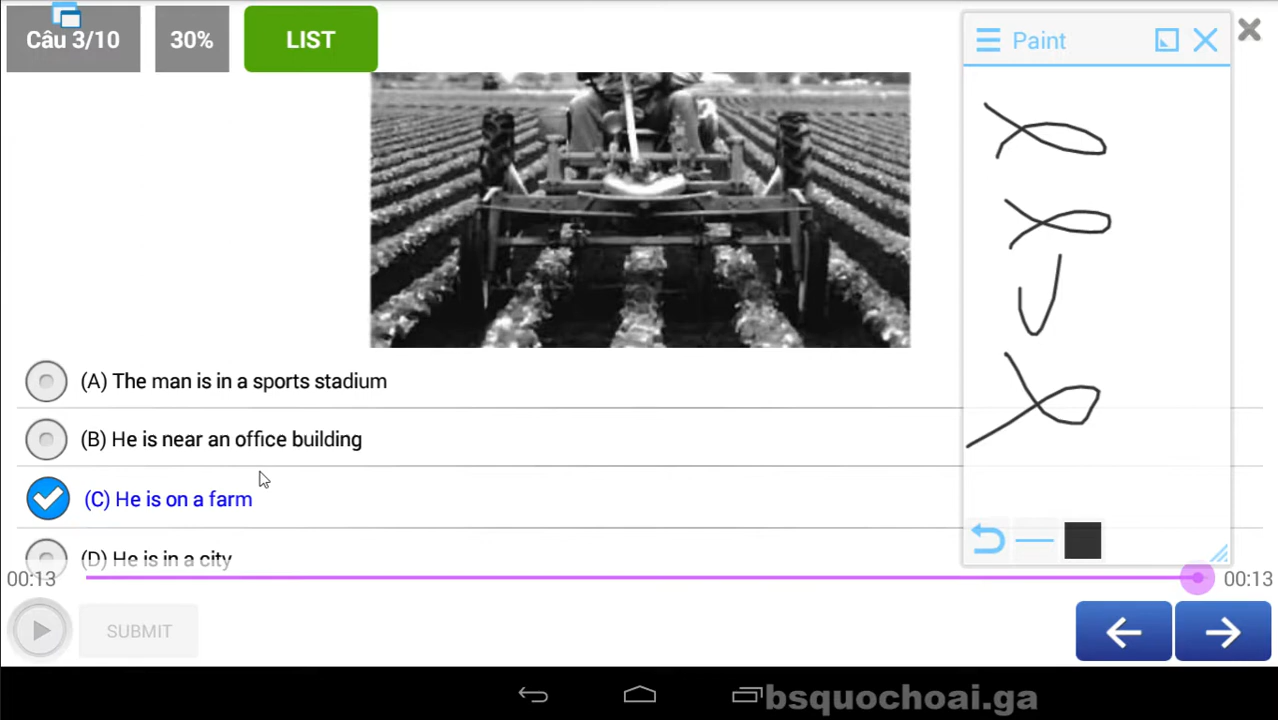 Câu 3/10
30%
LIST
Paint
(A) The man is in a sports stadium
(B) He is near an office building
(C) He is on a farm
(D) He is in a city
00:13
00:13
SUBMIT
bsquochoai.ga